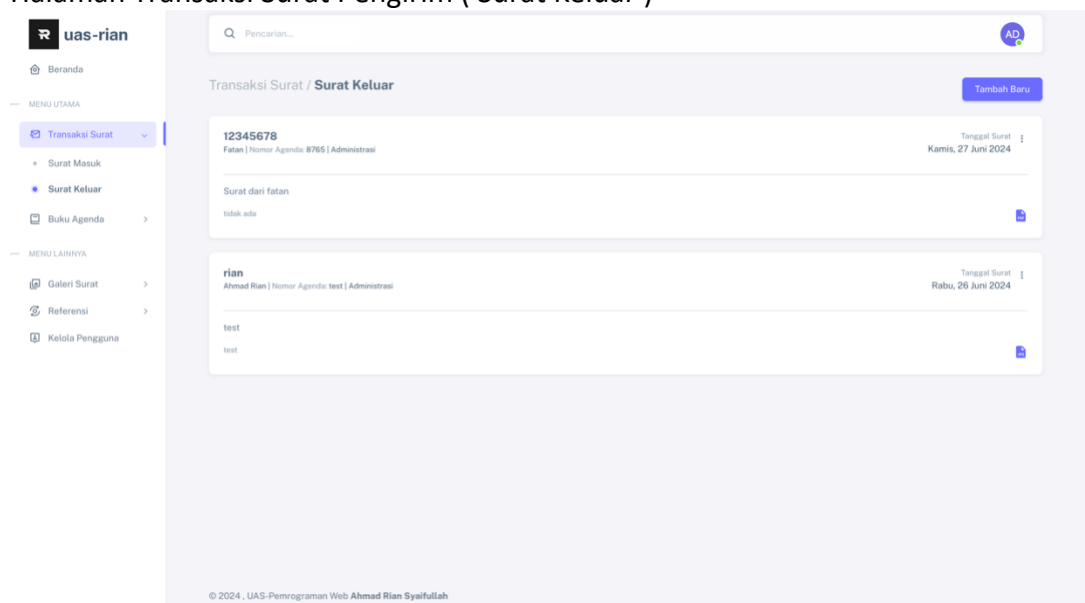 Halaman Transaksi Surat Pengirim ( Surat Keluar )
uas-rian
Beranda
MENU UTAMA
Transaksi Surat
Surat Masuk
Surat Keluar
Buku Agenda
MENU LAINNYA
Galeri Surat
Referensi
Kelola Pengguna
Pencarian...
AD
Transaksi Surat / Surat Keluar
Tambah Baru
12345678
Fatan | Nomor Agenda: 8765 | Administrasi
Tanggal Surat
Kamis, 27 Juni 2024
Surat dari fatan
tidak ada
rian
Ahmad Rian | Nomor Agenda: test | Administrasi
Tanggal Surat
Rabu, 26 Juni 2024
test
test
© 2024 , UAS-Pemrograman Web Ahmad Rian Syaifullah